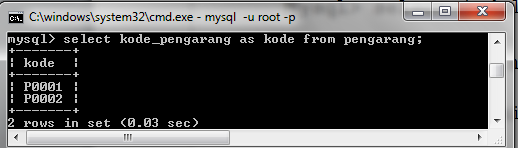 C:\windows\system32\cmd.exe - mysql -u root -p
mysql> select kode_pengarang as kode from pengarang;
+-------+
| kode  |
+-------+
| P0001 |
| P0002 |
+-------+
2 rows in set (0.03 sec)